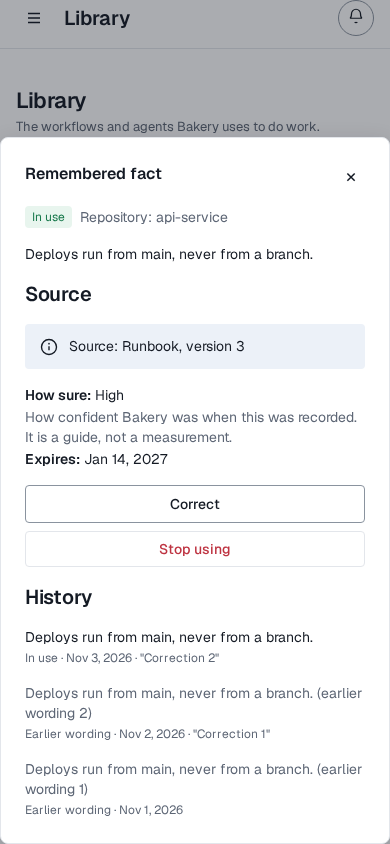 Library
Library
The workflows and agents Bakery uses to do work.
Remembered fact
In use Repository: api-service
Deploys run from main, never from a branch.
Source
Source: Runbook, version 3
How sure: High
How confident Bakery was when this was recorded.
It is a guide, not a measurement.
Expires: Jan 14, 2027
Correct
Stop using
History
Deploys run from main, never from a branch.
In use · Nov 3, 2026 · "Correction 2"
Deploys run from main, never from a branch. (earlier
wording 2)
Earlier wording · Nov 2, 2026 · "Correction 1"
Deploys run from main, never from a branch. (earlier
wording 1)
Earlier wording · Nov 1, 2026